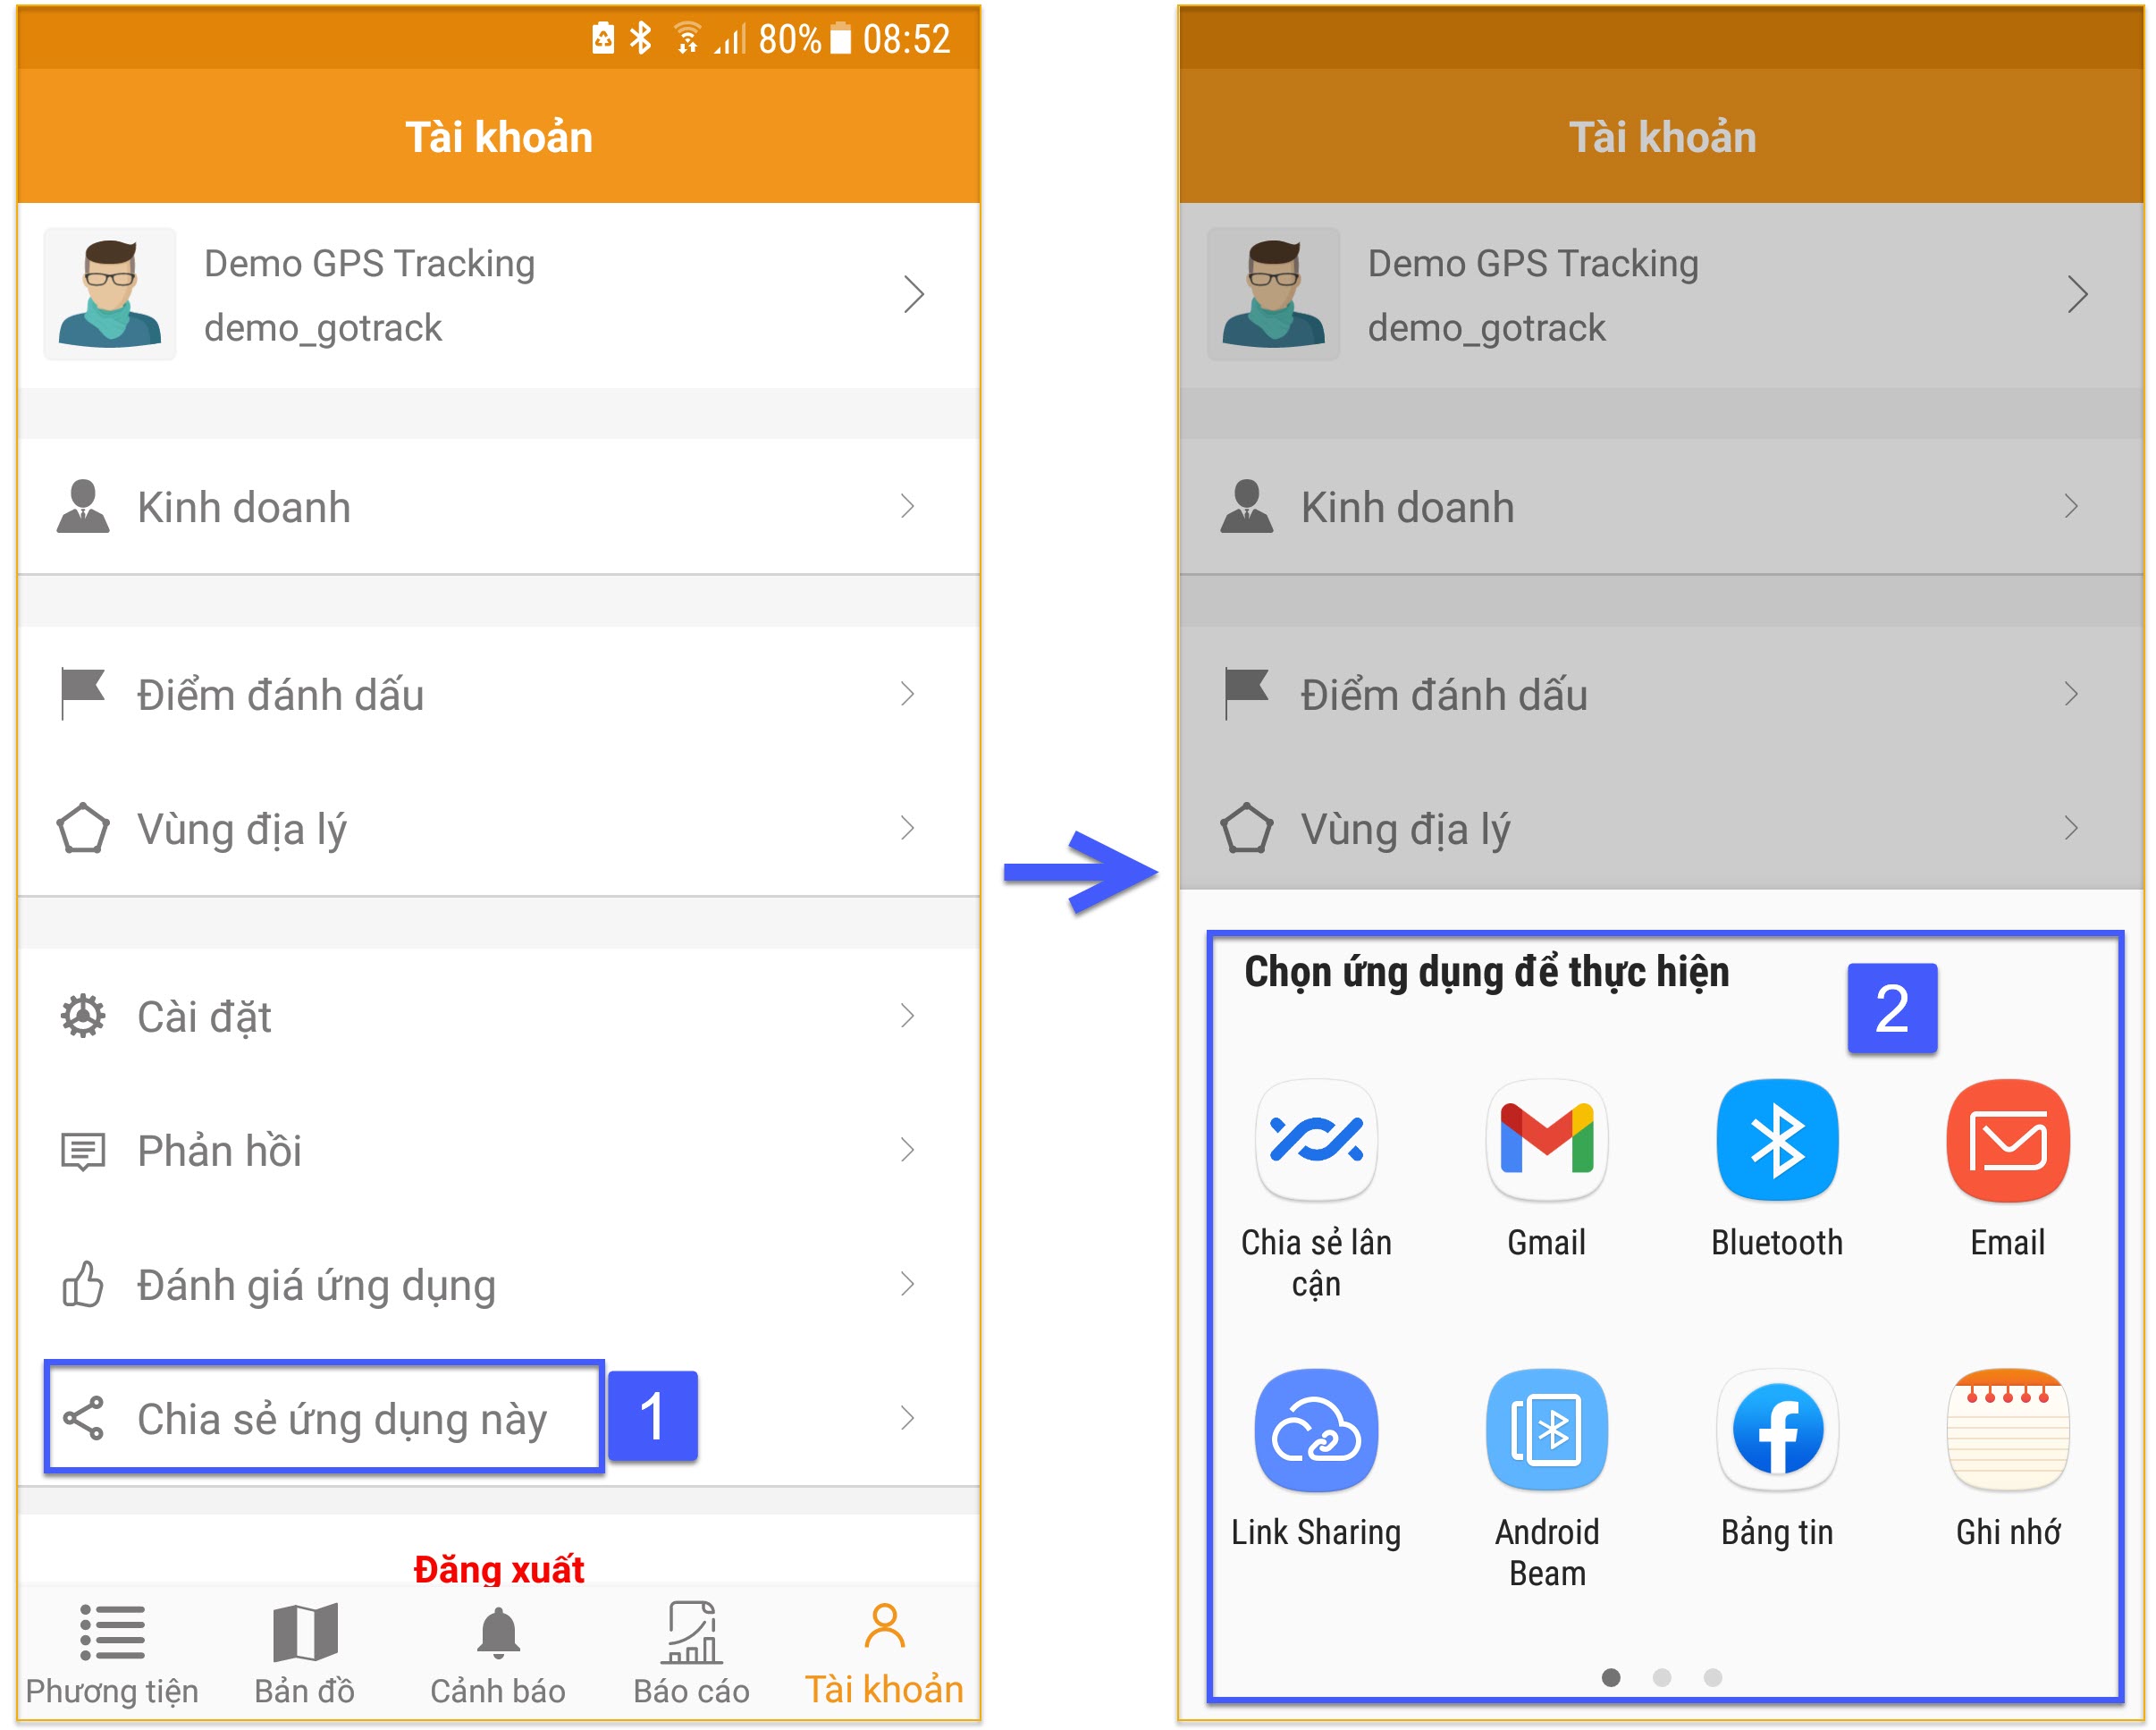 80% 08:52
Tài khoản
Demo GPS Tracking
demo_gotrack
Kinh doanh
Điểm đánh dấu
Vùng địa lý
Cài đặt
Phản hồi
Đánh giá ứng dụng
Chia sẻ ứng dụng này
1
Đăng xuất
Phương tiện
Bản đồ
Cảnh báo
Báo cáo
Tài khoản
Tài khoản
Demo GPS Tracking
demo_gotrack
Kinh doanh
Điểm đánh dấu
Vùng địa lý
Chọn ứng dụng để thực hiện
2
Chia sẻ lân
cận
Gmail
Bluetooth
Email
Link Sharing
Android
Beam
Bảng tin
Ghi nhớ